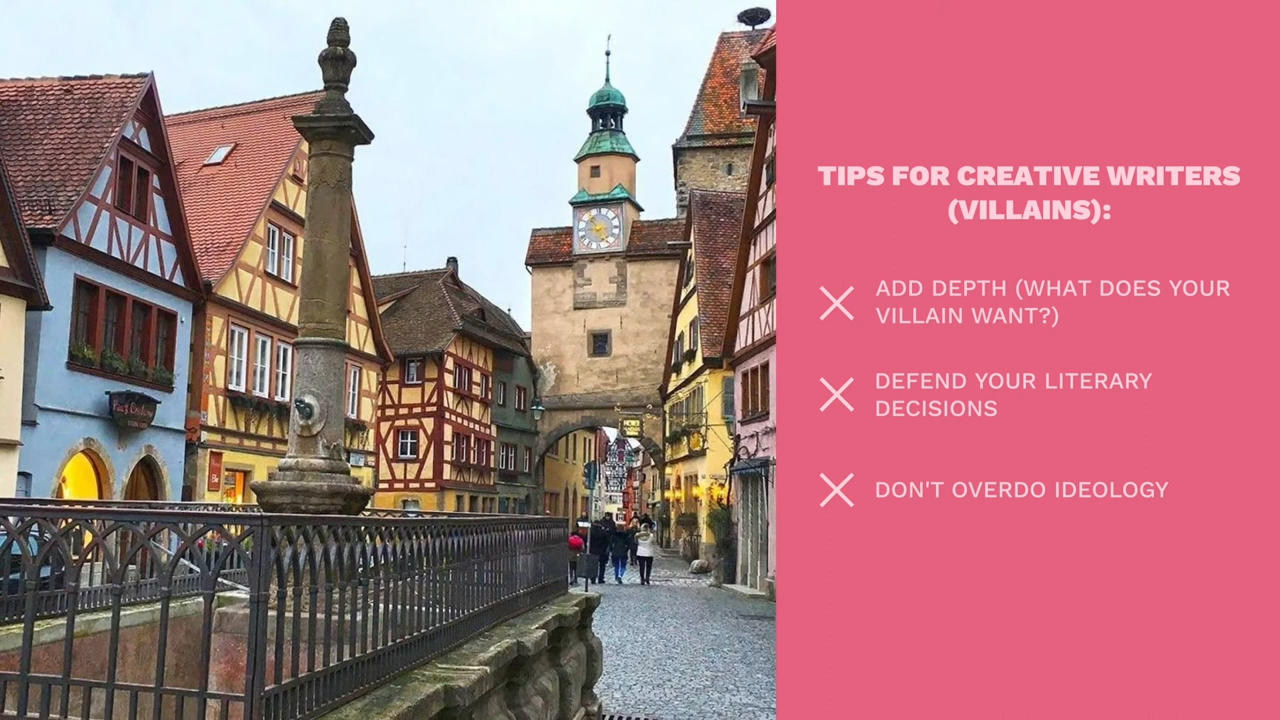 TIPS FOR CREATIVE WRITERS
(VILLAINS):
ADD DEPTH (WHAT DOES YOUR
VILLAIN WANT?)
DEFEND YOUR LITERARY
DECISIONS
DON'T OVERDO IDEOLOGY